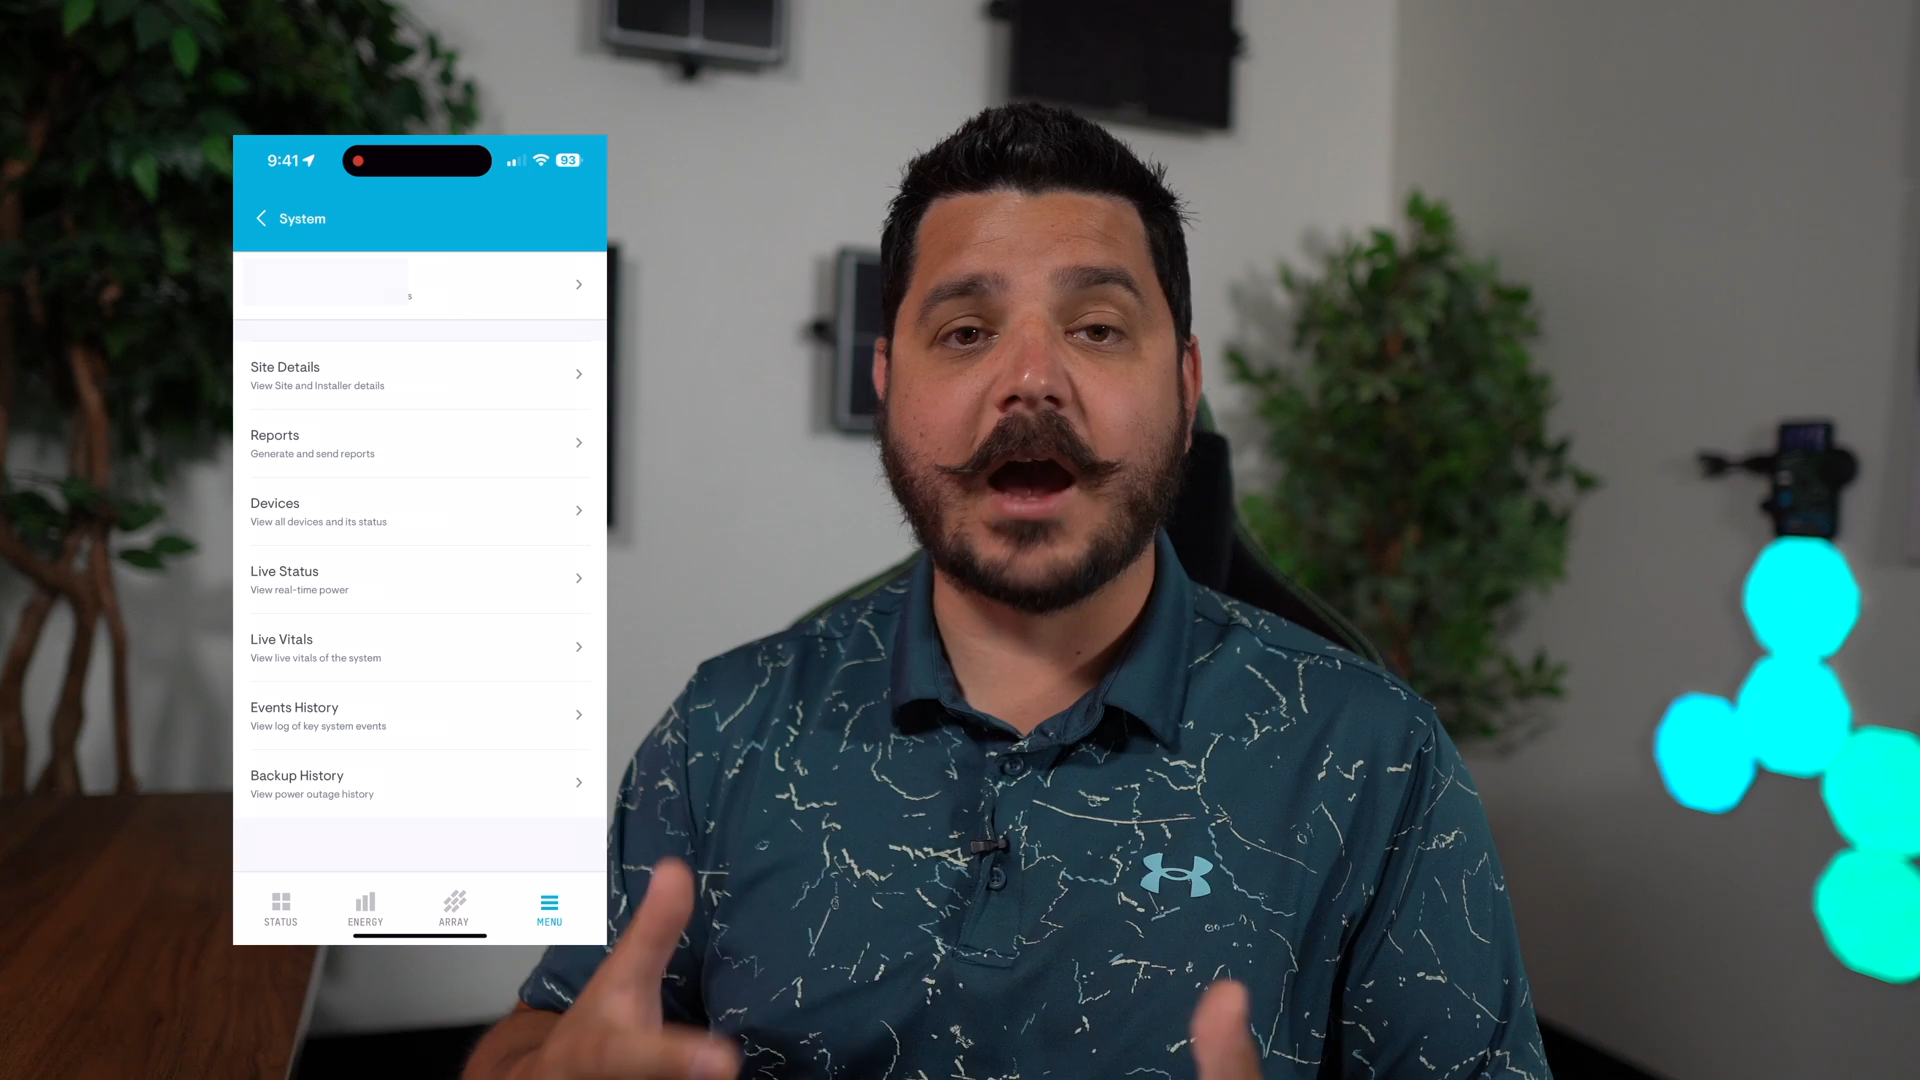 9:41
93
System
s
Site Details
View Site and Installer details
Reports
Generate and send reports
Devices
View all devices and its status
Live Status
View real-time power
Live Vitals
View live vitals of the system
Events History
View log of key system events
Backup History
View power outage history
STATUS ENERGY ARRAY MENU